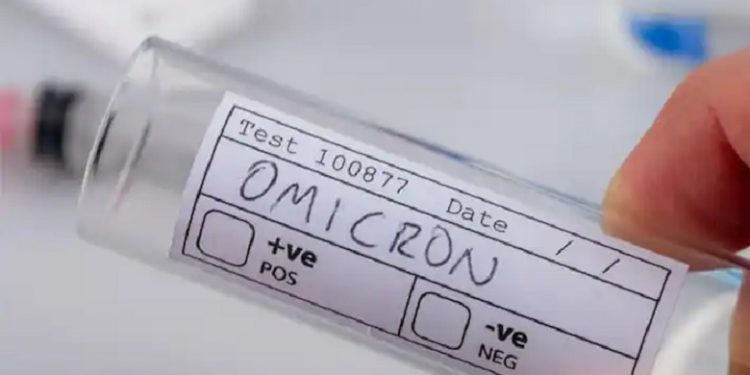 Test 100877 Date / /
OMICRON
+ve -ve
POS NEG